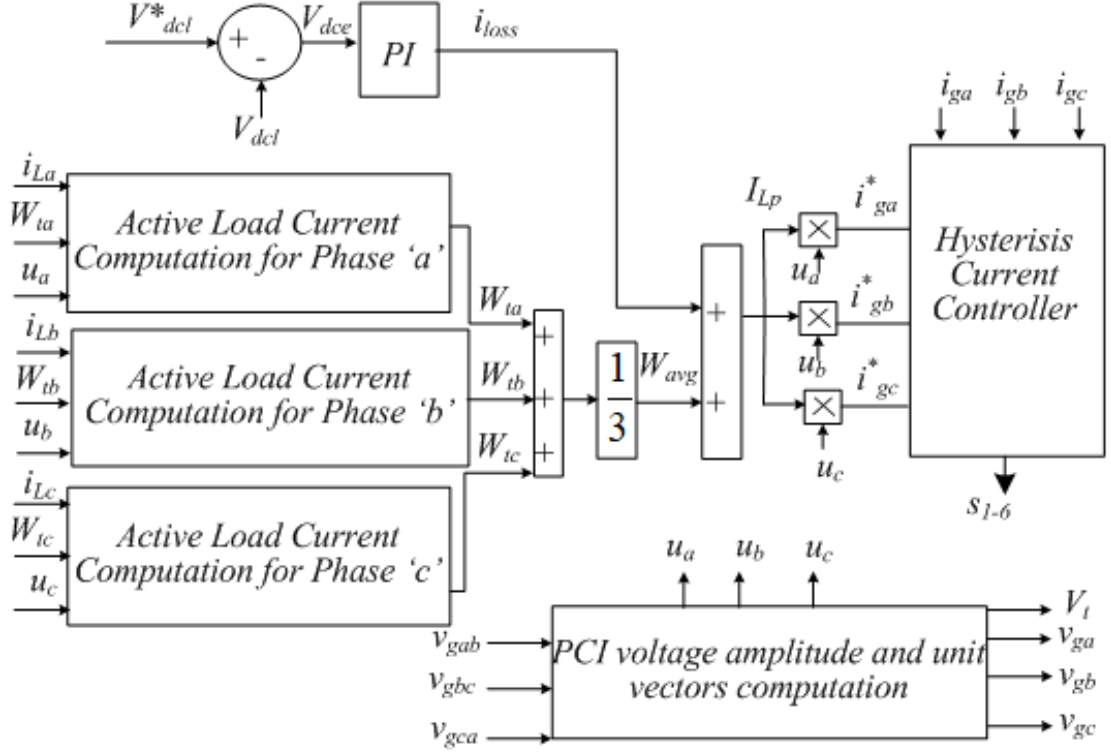 V*dcl
+
-
Vdce
PI
iloss
Vdcl
iga
igb
igc
iLa
Wta
ua
Active Load Current
Computation for Phase ‘a’
iLb
Wtb
ub
Active Load Current
Computation for Phase ‘b’
iLc
Wtc
uc
Active Load Current
Computation for Phase ‘c’
Wta
Wtb
Wtc
+
+
+
1
3
Wavg
+
+
ILp
×
ua
i*ga
×
ub
i*gb
×
uc
i*gc
Hysterisis
Current
Controller
s1-6
ua
ub
uc
vgab
vgbc
vgca
PCI voltage amplitude and unit
vectors computation
Vt
vga
vgb
vgc